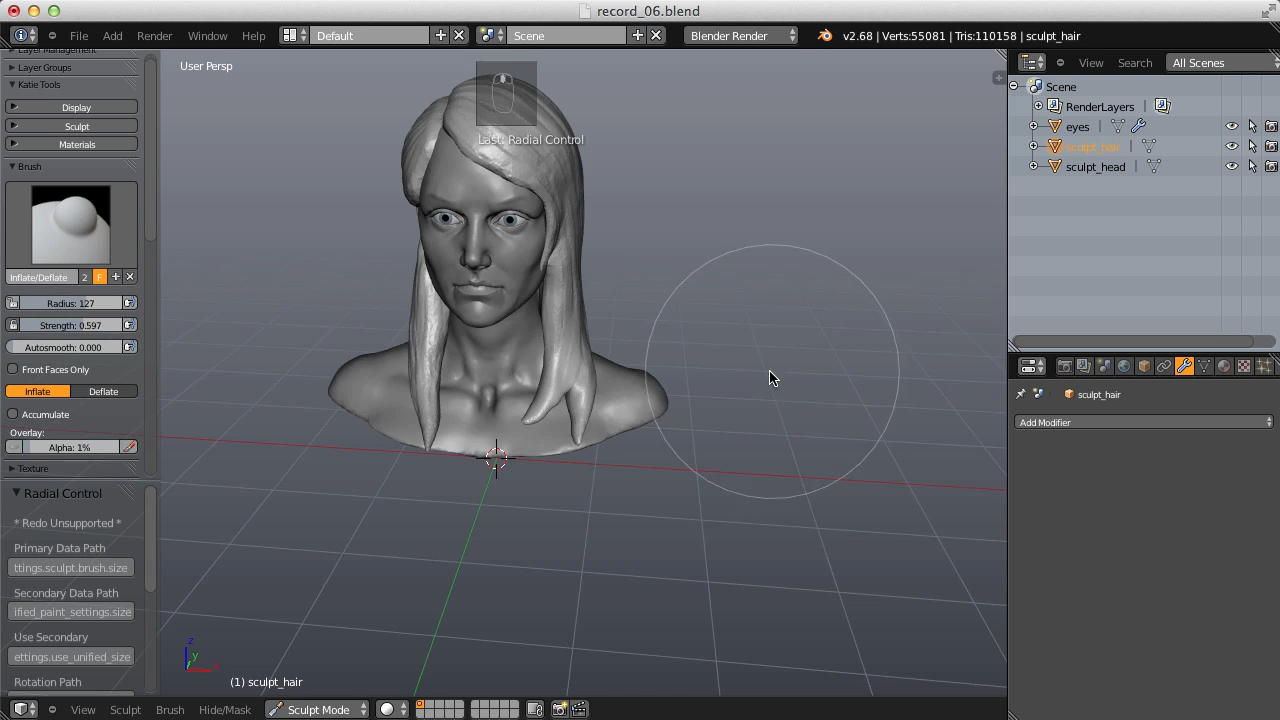 record_06.blend
File Add Render Window Help Default Scene Blender Render v2.68 | Verts:55081 | Tris:110158 | sculpt_hair
Layer Management
Layer Groups
Katie Tools
Display
Sculpt
Materials
Brush
Inflate/Deflate 2 F
Radius: 127
Strength: 0.597
Autosmooth: 0.000
Front Faces Only
Inflate Deflate
Accumulate
Overlay:
Alpha: 1%
Texture
Radial Control
* Redo Unsupported *
Primary Data Path
ttings.sculpt.brush.size
Secondary Data Path
ified_paint_settings.size
Use Secondary
ettings.use_unified_size
Rotation Path
User Persp
Last: Radial Control
z
y
x
(1) sculpt_hair
View Sculpt Brush Hide/Mask Sculpt Mode
View Search All Scenes
Scene
RenderLayers
eyes
sculpt_hair
sculpt_head
sculpt_hair
Add Modifier